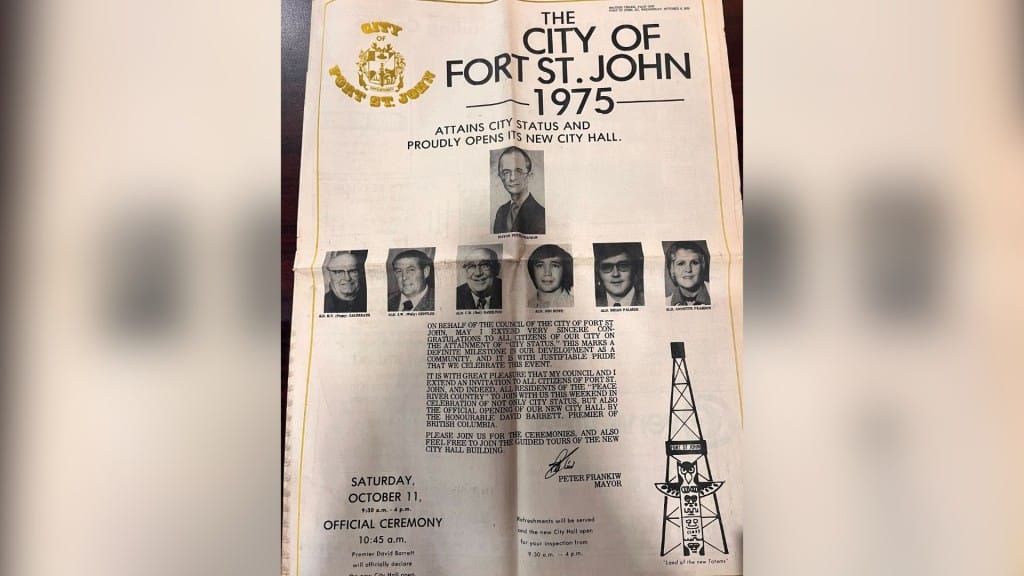 CITY
OF
FORT ST. JOHN
THE
CITY OF
FORT ST. JOHN
1975
ATTAINS CITY STATUS AND
PROUDLY OPENS ITS NEW CITY HALL.
ALD. BRIAN PALMER
ON BEHALF OF THE COUNCIL OF THE CITY OF FORT ST
JOHN, MAY I EXTEND VERY SINCERE CON-
GRATULATIONS TO ALL CITIZENS OF OUR CITY ON
THE ATTAINMENT OF "CITY STATUS." THIS MARKS A
DEFINITE MILESTONE IN OUR DEVELOPMENT AS A
COMMUNITY, AND IT IS WITH JUSTIFIABLE PRIDE
THAT WE CELEBRATE THIS EVENT.
IT IS WITH GREAT PLEASURE THAT MY COUNCIL AND I
EXTEND AN INVITATION TO ALL CITIZENS OF FORT ST.
JOHN, AND INDEED, ALL RESIDENTS OF THE "PEACE
RIVER COUNTRY" TO JOIN WITH US THIS WEEKEND IN
CELEBRATION OF NOT ONLY CITY STATUS, BUT ALSO
THE OFFICIAL OPENING OF OUR NEW CITY HALL BY
THE HONOURABLE DAVID BARRETT, PREMIER OF
BRITISH COLUMBIA.
PLEASE JOIN US FOR THE CEREMONIES, AND ALSO
FEEL FREE TO JOIN THE GUIDED TOURS OF THE NEW
CITY HALL BUILDING.
PETER FRANKIW
MAYOR
SATURDAY,
OCTOBER 11,
9:30 a.m. - 4 p.m.
OFFICIAL CEREMONY
10:45 a.m.
Premier David Barrett
will officially declare
the new City Hall open.
Refreshments will be served
and the new City Hall open
for your inspection from
9:30 a.m. - 4 p.m.
FORT ST JOHN
"Land of the new Totems"